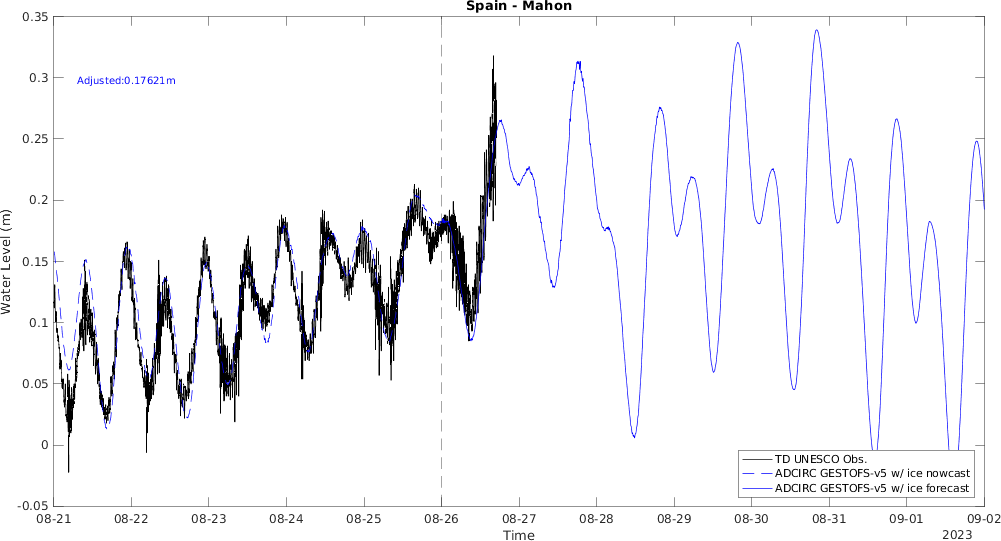 Spain - Mahon
0.35
0.3
0.25
0.2
0.15
0.1
0.05
0
-0.05
Water Level (m)
Adjusted:0.17621m
TD UNESCO Obs.
ADCIRC GESTOFS-v5 w/ ice nowcast
ADCIRC GESTOFS-v5 w/ ice forecast
08-21 08-22 08-23 08-24 08-25 08-26 08-27 08-28 08-29 08-30 08-31 09-01 09-02
Time
2023